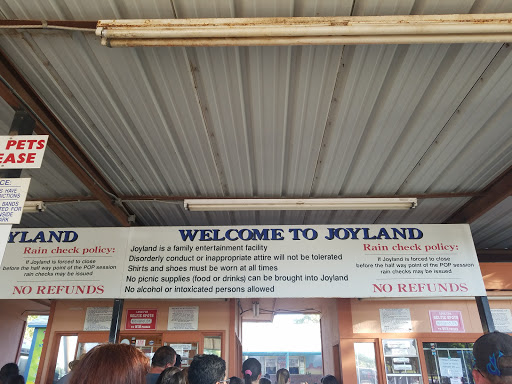 PETS
EASE
YLAND
Rain check policy:
If Joyland is forced to close
before the half way point of the POP session
rain checks may be issued
NO REFUNDS
WELCOME TO JOYLAND
Joyland is a family entertainment facility
Disorderly conduct or inappropriate attire will not be tolerated
Shirts and shoes must be worn at all times
No picnic supplies (food or drinks) can be brought into Joyland
No alcohol or intoxicated persons allowed
Rain check policy:
If Joyland is forced to close
before the half way point of the POP session
rain checks may be issued
NO REFUNDS